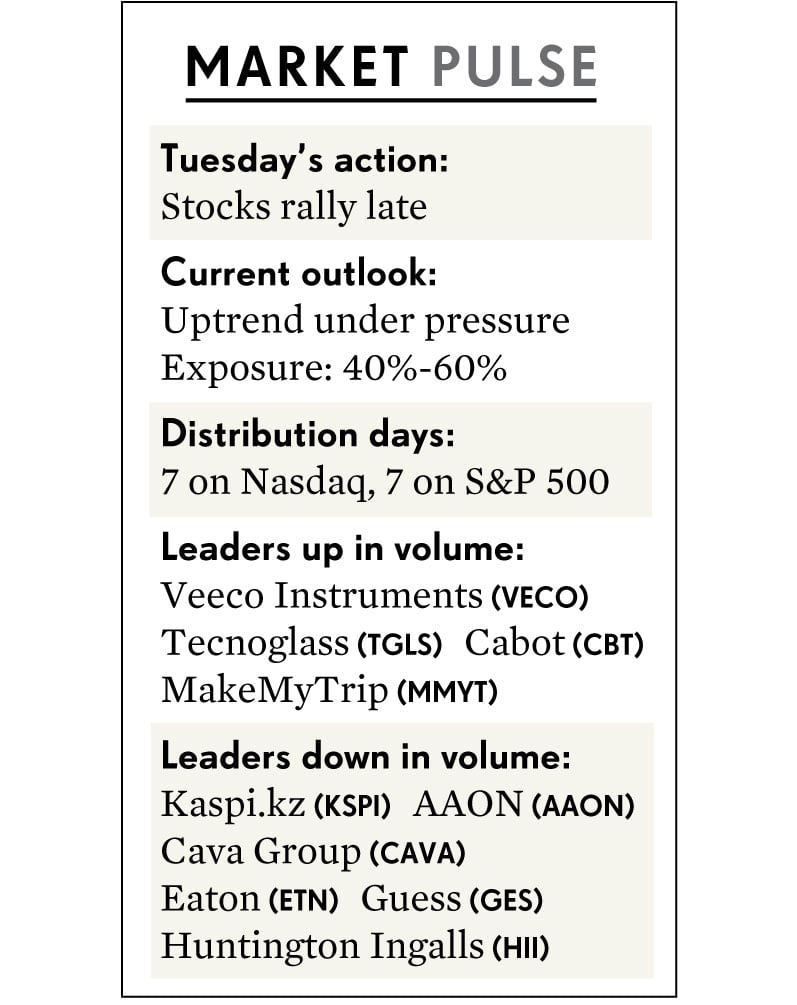 MARKET PULSE
Tuesday's action:
Stocks rally late
Current outlook:
Uptrend under pressure
Exposure: 40%-60%
Distribution days:
7 on Nasdaq, 7 on S&P 500
Leaders up in volume:
Veeco Instruments (VECO)
Tecnoglass (TGLS) Cabot (CBT)
MakeMyTrip (MMYT)
Leaders down in volume:
Kaspi.kz (KSPI) AAON (AAON)
Cava Group (CAVA)
Eaton (ETN) Guess (GES)
Huntington Ingalls (HII)